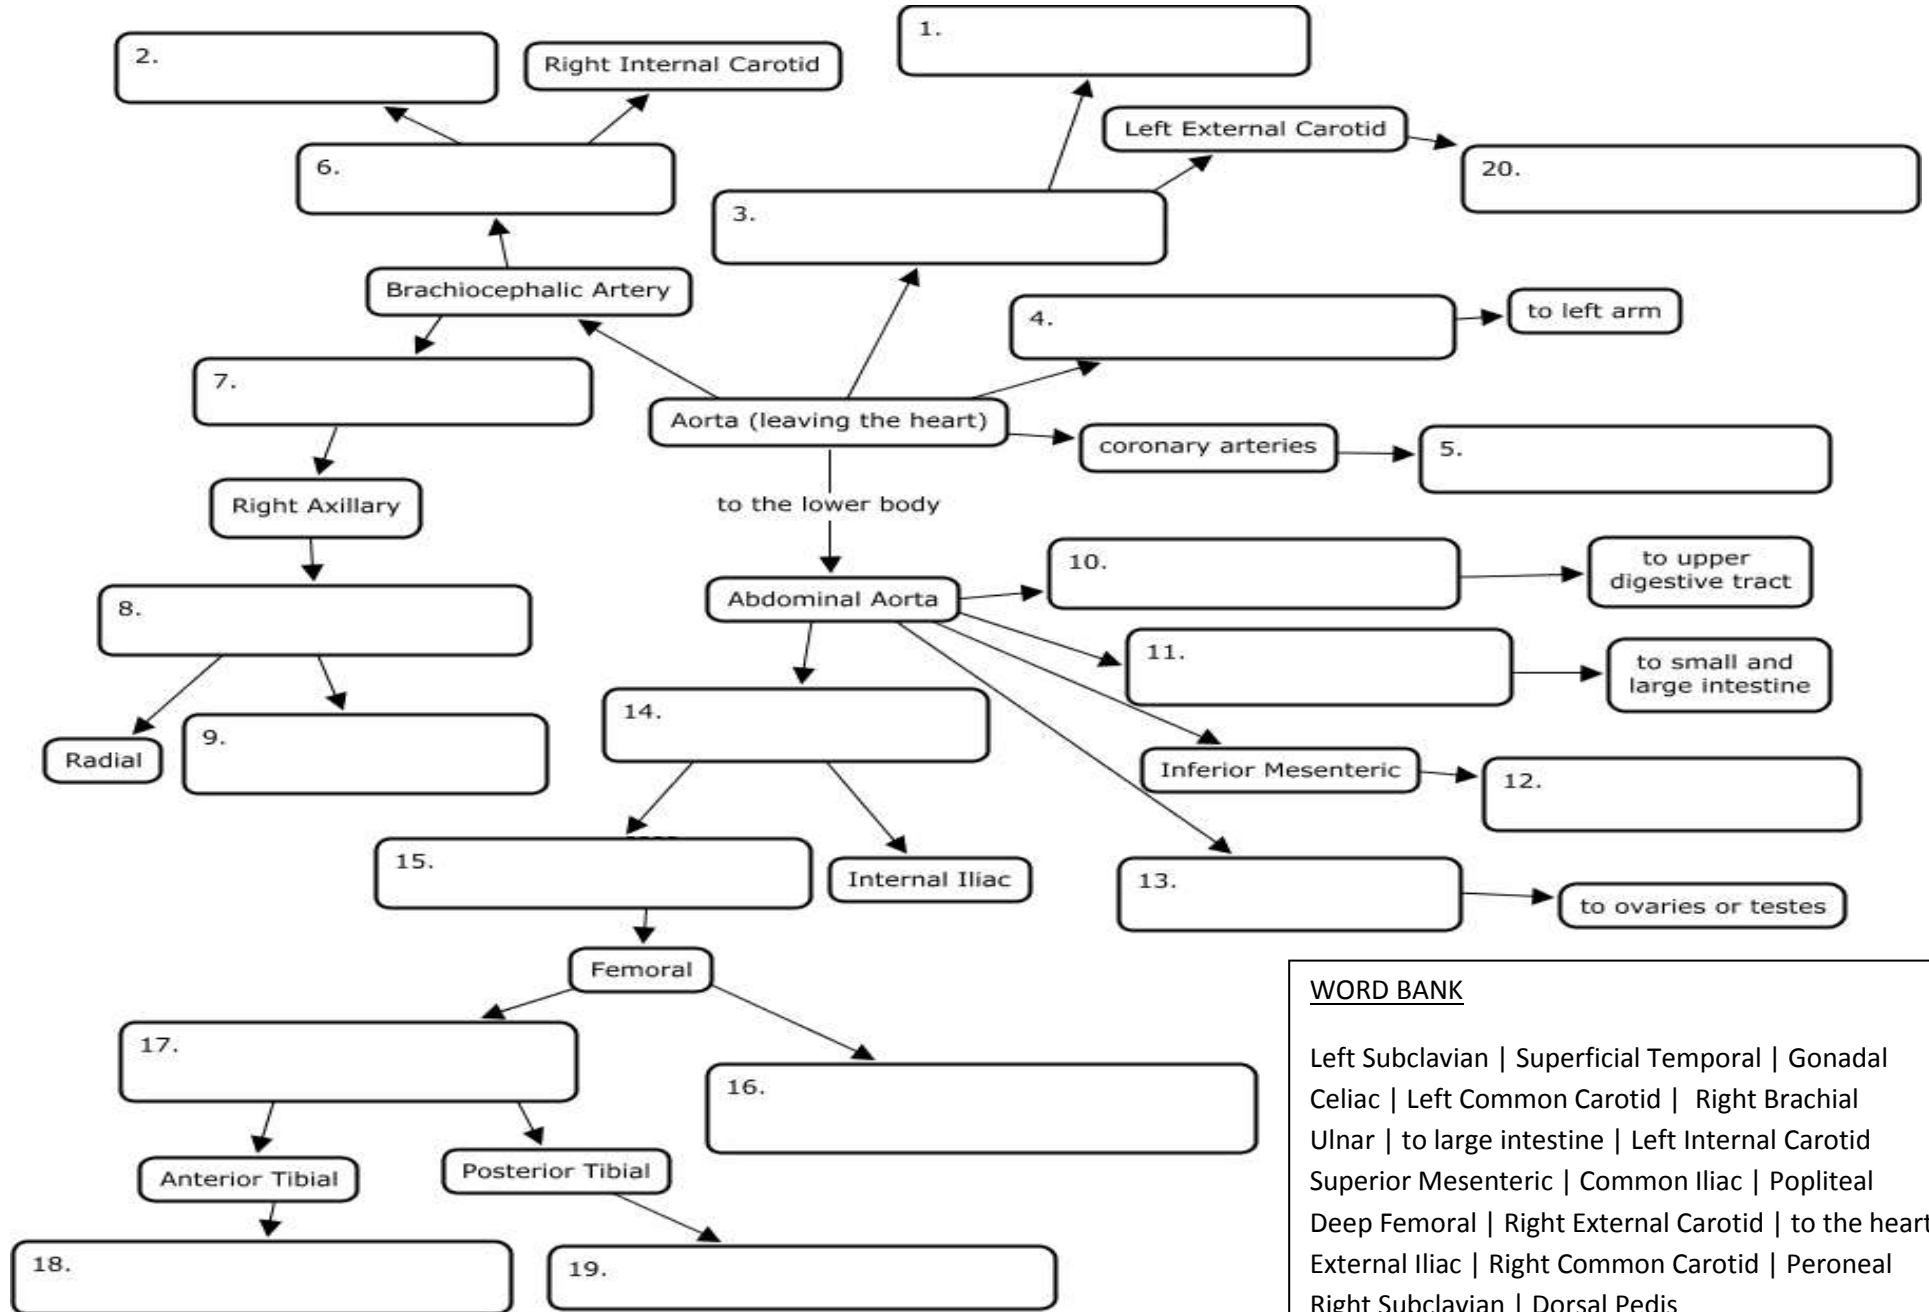 1.
2.
Right Internal Carotid
Left External Carotid
6.
20.
3.
Brachiocephalic Artery
4.
to left arm
7.
Aorta (leaving the heart)
coronary arteries
5.
Right Axillary
to the lower body
10.
to upper
digestive tract
8.
Abdominal Aorta
11.
to small and
large intestine
14.
9.
Radial
Inferior Mesenteric
12.
15.
Internal Iliac
13.
to ovaries or testes
Femoral
17.
16.
Anterior Tibial
Posterior Tibial
18.
19.
WORD BANK
Left Subclavian | Superficial Temporal | Gonadal
Celiac | Left Common Carotid | Right Brachial
Ulnar | to large intestine | Left Internal Carotid
Superior Mesenteric | Common Iliac | Popliteal
Deep Femoral | Right External Carotid | to the heart
External Iliac | Right Common Carotid | Peroneal
Right Subclavian | Dorsal Pedis